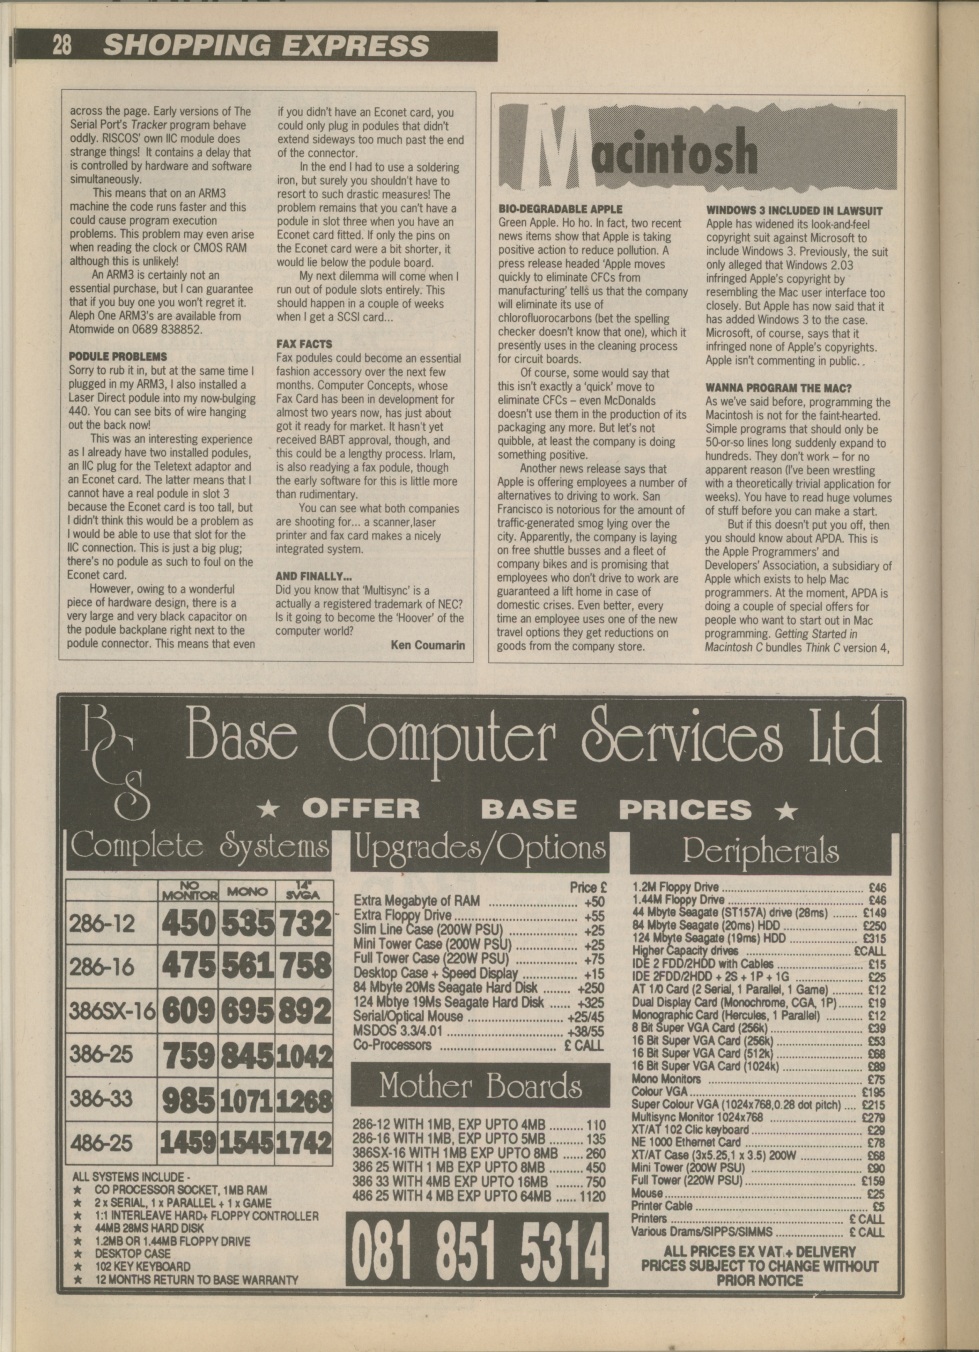 28 SHOPPING EXPRESS
across the page. Early versions of The
Serial Port's Tracker program behave
oddly. RISCOS' own IIC module does
strange things! It contains a delay that
is controlled by hardware and software
simultaneously.
This means that on an ARM3
machine the code runs faster and this
could cause program execution
problems. This problem may even arise
when reading the clock or CMOS RAM
although this is unlikely!
An ARM3 is certainly not an
essential purchase, but I can guarantee
that if you buy one you won't regret it.
Aleph One ARM3's are available from
Atomwide on 0689 838852.
PODULE PROBLEMS
Sorry to rub it in, but at the same time I
plugged in my ARM3, I also installed a
Laser Direct podule into my now-bulging
440. You can see bits of wire hanging
out the back now!
This was an interesting experience
as I already have two installed podules,
an IIC plug for the Teletext adaptor and
an Econet card. The latter means that I
cannot have a real podule in slot 3
because the Econet card is too tall, but
I didn't think this would be a problem as
I would be able to use that slot for the
IIC connection. This is just a big plug;
there's no podule as such to foul on the
Econet card.
However, owing to a wonderful
piece of hardware design, there is a
very large and very black capacitor on
the podule backplane right next to the
podule connector. This means that even
if you didn't have an Econet card, you
could only plug in podules that didn't
extend sideways too much past the end
of the connector.
In the end I had to use a soldering
iron, but surely you shouldn't have to
resort to such drastic measures! The
problem remains that you can't have a
podule in slot three when you have an
Econet card fitted. If only the pins on
the Econet card were a bit shorter, it
would lie below the podule board.
My next dilemma will come when I
run out of podule slots entirely. This
should happen in a couple of weeks
when I get a SCSI card...
FAX FACTS
Fax podules could become an essential
fashion accessory over the next few
months. Computer Concepts, whose
Fax Card has been in development for
almost two years now, has just about
got it ready for market. It hasn't yet
received BABT approval, though, and
this could be a lengthy process. Irlam,
is also readying a fax podule, though
the early software for this is little more
than rudimentary.
You can see what both companies
are shooting for... a scanner,laser
printer and fax card makes a nicely
integrated system.
AND FINALLY...
Did you know that 'Multisync' is a
actually a registered trademark of NEC?
Is it going to become the 'Hoover' of the
computer world?
Ken Coumarin
Macintosh
BIO-DEGRADABLE APPLE
Green Apple. Ho ho. In fact, two recent
news items show that Apple is taking
positive action to reduce pollution. A
press release headed 'Apple moves
quickly to eliminate CFCs from
manufacturing' tells us that the company
will eliminate its use of
chlorofluorocarbons (bet the spelling
checker doesn't know that one), which it
presently uses in the cleaning process
for circuit boards.
Of course, some would say that
this isn't exactly a 'quick' move to
eliminate CFCs – even McDonalds
doesn't use them in the production of its
packaging any more. But let's not
quibble, at least the company is doing
something positive.
Another news release says that
Apple is offering employees a number of
alternatives to driving to work. San
Francisco is notorious for the amount of
traffic-generated smog lying over the
city. Apparently, the company is laying
on free shuttle busses and a fleet of
company bikes and is promising that
employees who don't drive to work are
guaranteed a lift home in case of
domestic crises. Even better, every
time an employee uses one of the new
travel options they get reductions on
goods from the company store.
WINDOWS 3 INCLUDED IN LAWSUIT
Apple has widened its look-and-feel
copyright suit against Microsoft to
include Windows 3. Previously, the suit
only alleged that Windows 2.03
infringed Apple's copyright by
resembling the Mac user interface too
closely. But Apple has now said that it
has added Windows 3 to the case.
Microsoft, of course, says that it
infringed none of Apple's copyrights.
Apple isn't commenting in public..
WANNA PROGRAM THE MAC?
As we've said before, programming the
Macintosh is not for the faint-hearted.
Simple programs that should only be
50-or-so lines long suddenly expand to
hundreds. They don't work – for no
apparent reason (I've been wrestling
with a theoretically trivial application for
weeks). You have to read huge volumes
of stuff before you can make a start.
But if this doesn't put you off, then
you should know about APDA. This is
the Apple Programmers' and
Developers' Association, a subsidiary of
Apple which exists to help Mac
programmers. At the moment, APDA is
doing a couple of special offers for
people who want to start out in Mac
programming. Getting Started in
Macintosh C bundles Think C version 4,
BCS Base Computer Services Ltd
★ OFFER BASE PRICES ★
Complete Systems
NO MONITOR MONO 14" SVGA
286-12 450 535 732
286-16 475 561 758
386SX-16 609 695 892
386-25 759 845 1042
386-33 985 1071 1268
486-25 1459 1545 1742
ALL SYSTEMS INCLUDE -
★ CO PROCESSOR SOCKET, 1MB RAM
★ 2 x SERIAL, 1 x PARALLEL + 1 x GAME
★ 1:1 INTERLEAVE HARD+ FLOPPY CONTROLLER
★ 44MB 28MS HARD DISK
★ 1.2MB OR 1.44MB FLOPPY DRIVE
★ DESKTOP CASE
★ 102 KEY KEYBOARD
★ 12 MONTHS RETURN TO BASE WARRANTY
Upgrades/Options
Price £
Extra Megabyte of RAM ........ +50
Extra Floppy Drive ........ +55
Slim Line Case (200W PSU) ........ +25
Mini Tower Case (200W PSU) ........ +25
Full Tower Case (220W PSU) ........ +75
Desktop Case + Speed Display ........ +15
84 Mbyte 20Ms Seagate Hard Disk ........ +250
124 Mbtye 19Ms Seagate Hard Disk ........ +325
Serial/Optical Mouse ........ +25/45
MSDOS 3.3/4.01 ........ +38/55
Co-Processors ........ £ CALL
Mother Boards
286-12 WITH 1MB, EXP UPTO 4MB .......... 110
286-16 WITH 1MB, EXP UPTO 5MB .......... 135
386SX-16 WITH 1MB EXP UPTO 8MB ..... 260
386 25 WITH 1 MB EXP UPTO 8MB .......... 450
386 33 WITH 4MB EXP UPTO 16MB ....... 750
486 25 WITH 4 MB EXP UPTO 64MB ...... 1120
081 851 5314
Peripherals
1.2M Floppy Drive ........ £46
1.44M Floppy Drive ........ £46
44 Mbyte Seagate (ST157A) drive (28ms) ........ £149
84 Mbyte Seagate (20ms) HDD ........ £250
124 Mbyte Seagate (19ms) HDD ........ £315
Higher Capacity drives ........ £CALL
IDE 2 FDD/2HDD with Cables ........ £15
IDE 2FDD/2HDD + 2S + 1P + 1G ........ £25
AT 1/0 Card (2 Serial, 1 Parallel, 1 Game) ........ £12
Dual Display Card (Monochrome, CGA, 1P) ........ £19
Monographic Card (Hercules, 1 Parallel) ........ £12
8 Bit Super VGA Card (256k) ........ £39
16 Bit Super VGA Card (256k) ........ £53
16 Bit Super VGA Card (512k) ........ £68
16 Bit Super VGA Card (1024k) ........ £89
Mono Monitors ........ £75
Colour VGA ........ £195
Super Colour VGA (1024x768,0.28 dot pitch) .... £215
Multisync Monitor 1024x768 ........ £279
XT/AT 102 Clic keyboard ........ £29
NE 1000 Ethernet Card ........ £78
XT/AT Case (3x5.25,1 x 3.5) 200W ........ £68
Mini Tower (200W PSU) ........ £90
Full Tower (220W PSU) ........ £159
Mouse ........ £25
Printer Cable ........ £5
Printers ........ £ CALL
Various Drams/SIPPS/SIMMS ........ £ CALL
ALL PRICES EX VAT + DELIVERY
PRICES SUBJECT TO CHANGE WITHOUT
PRIOR NOTICE